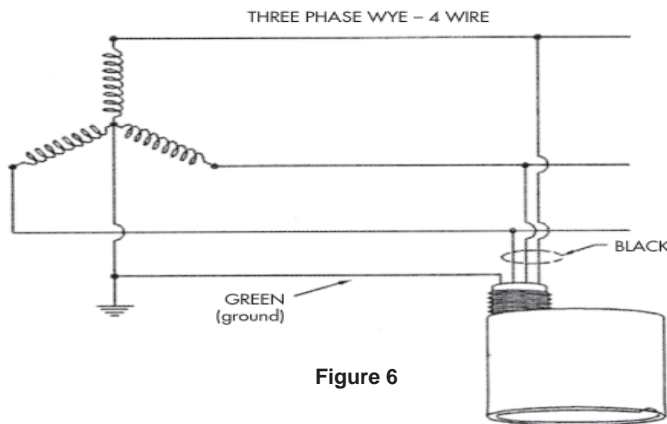 THREE PHASE WYE – 4 WIRE
BLACK
GREEN
(ground)
Figure 6